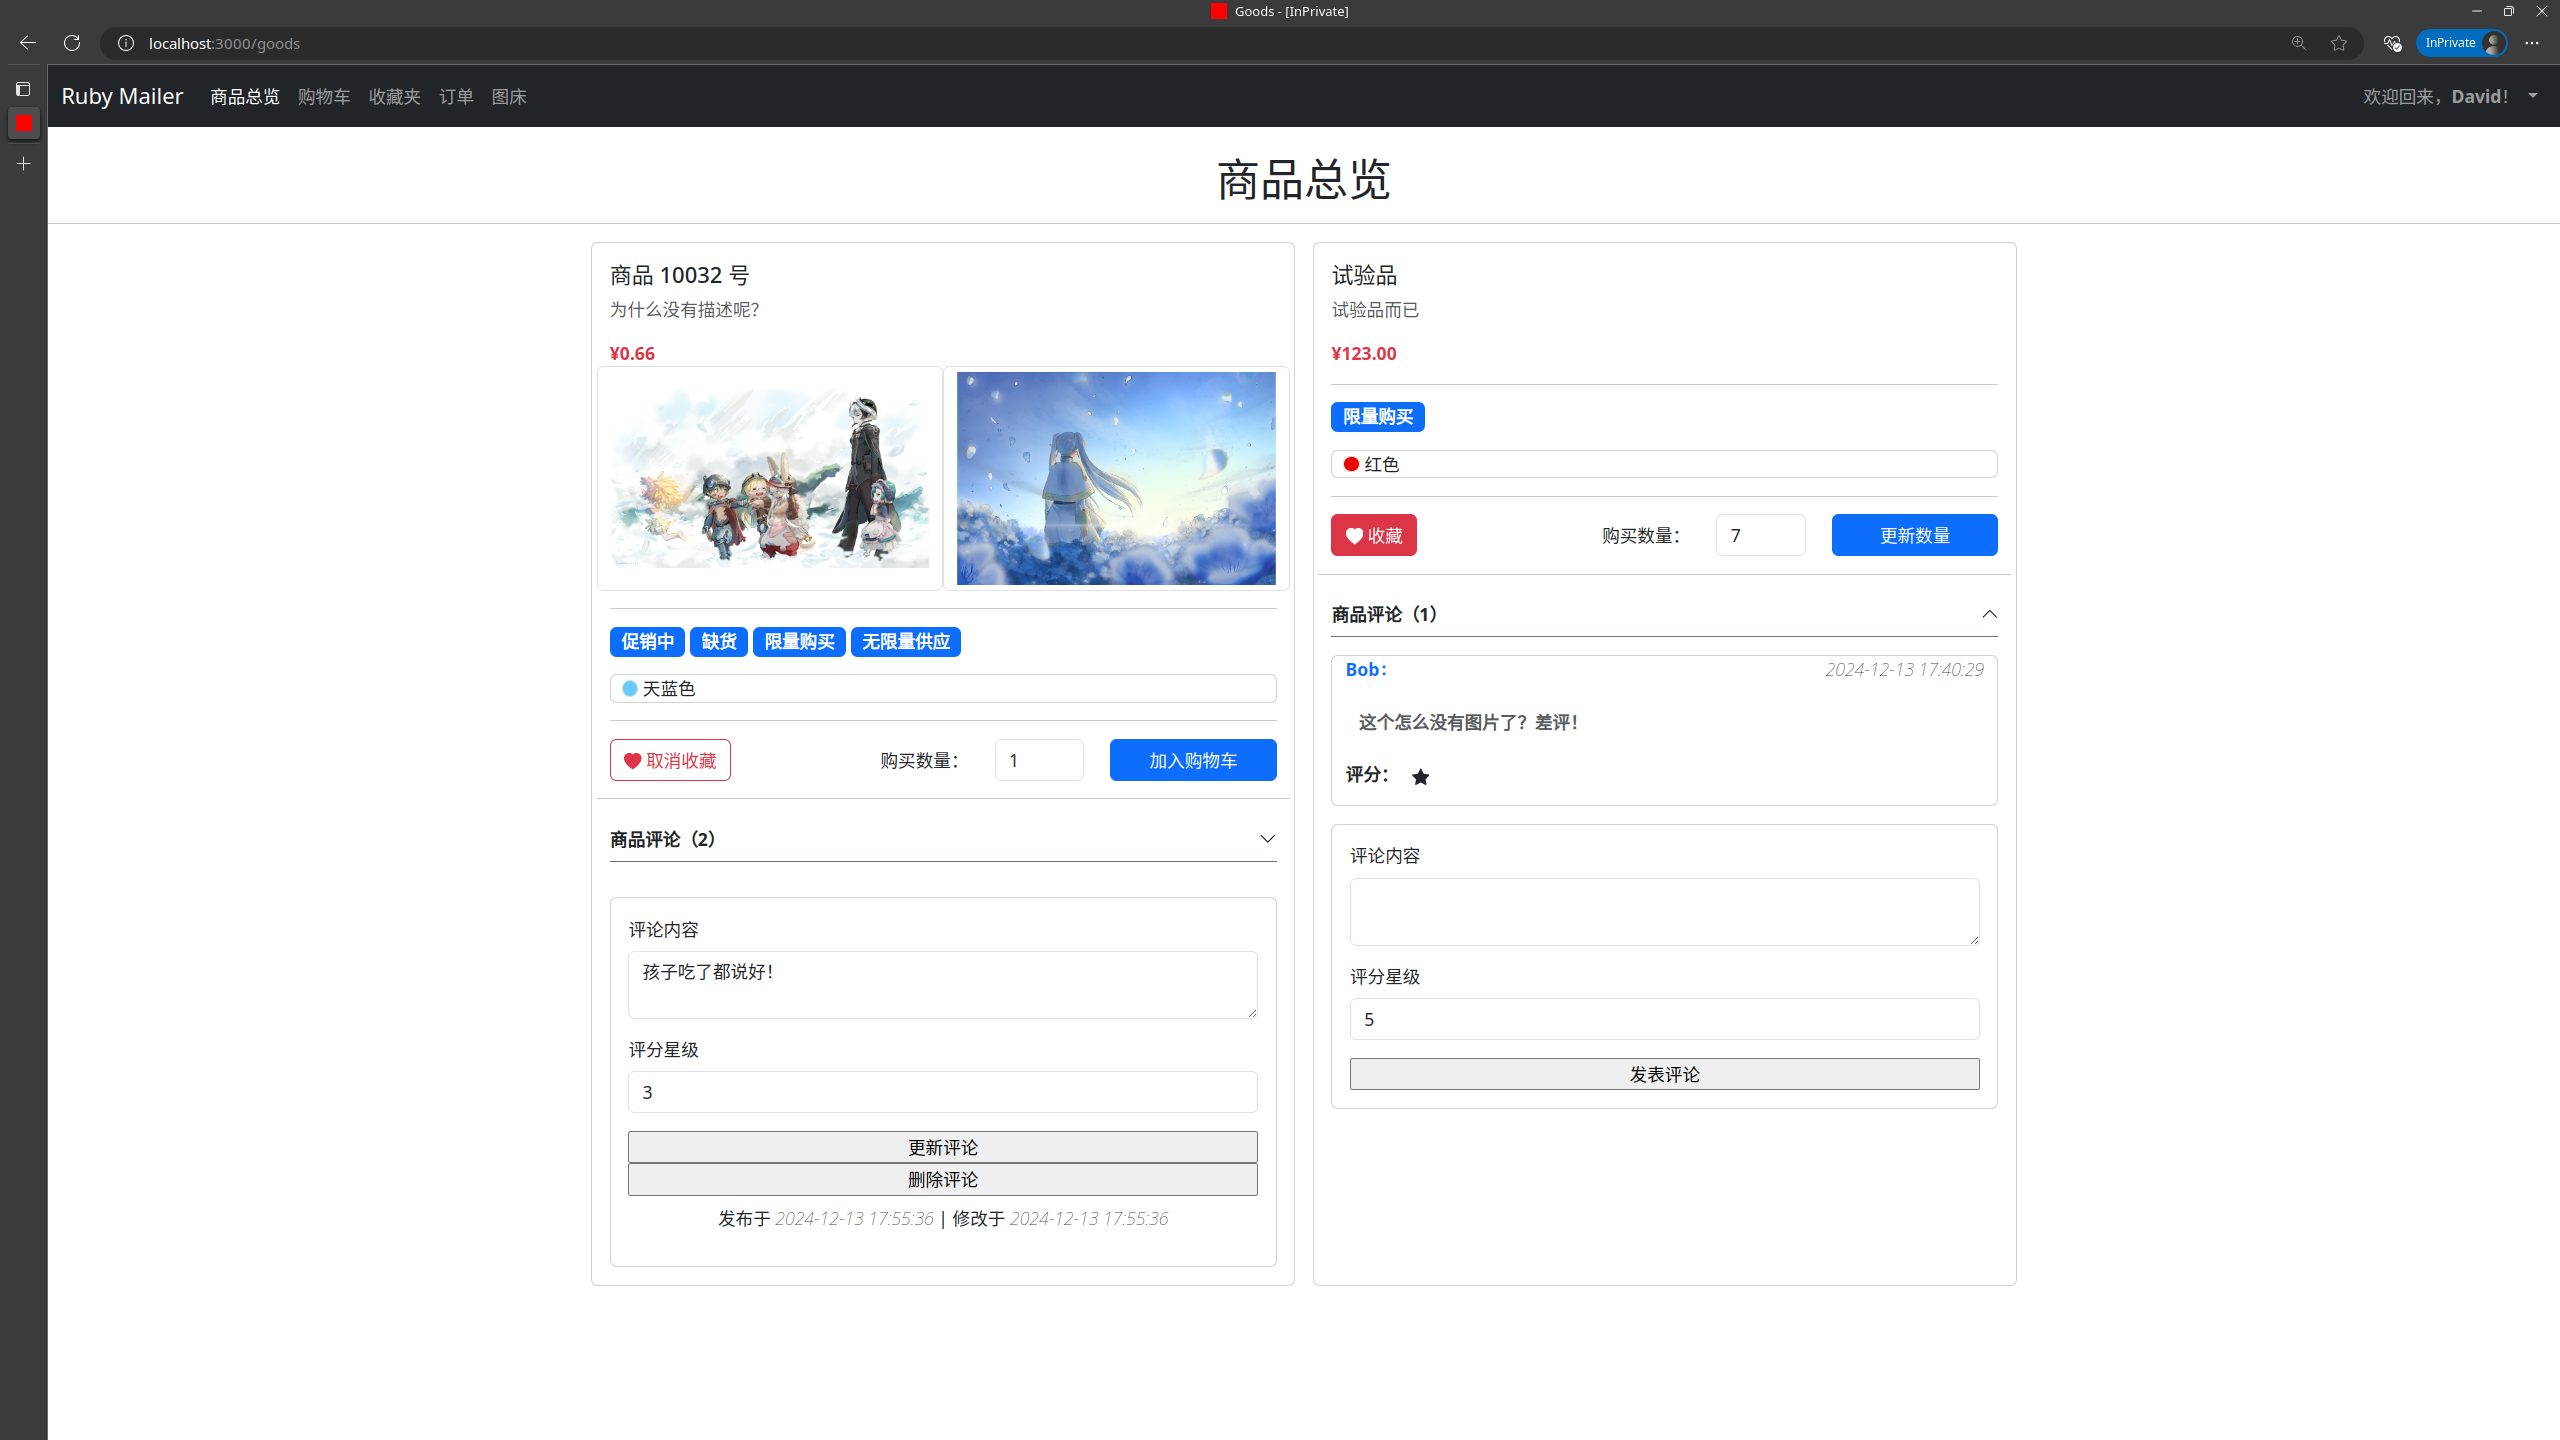 Goods - [InPrivate]
localhost:3000/goods
InPrivate
Ruby Mailer 商品总览 购物车 收藏夹 订单 图床
欢迎回来，David！
商品总览
商品 10032 号
为什么没有描述呢？
¥0.66
促销中 缺货 限量购买 无限量供应
天蓝色
取消收藏 购买数量： 1 加入购物车
商品评论（2）
评论内容
孩子吃了都说好！
评分星级
3
更新评论
删除评论
发布于 2024-12-13 17:55:36 | 修改于 2024-12-13 17:55:36
试验品
试验品而已
¥123.00
限量购买
红色
收藏 购买数量： 7 更新数量
商品评论（1）
Bob： 2024-12-13 17:40:29
这个怎么没有图片了？差评！
评分：
评论内容
评分星级
5
发表评论